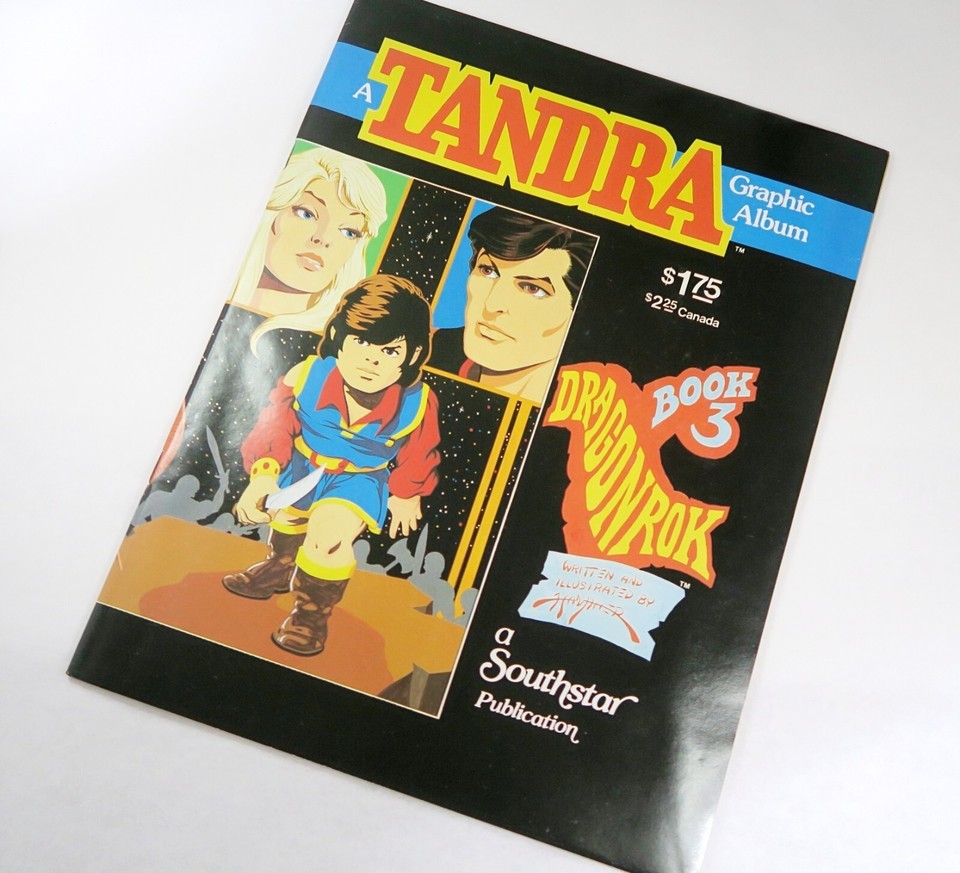 A
TANDRA
Graphic
Album
™
$1.75
$2.25 Canada
BOOK
3
DRAGONROK
™
WRITTEN AND
ILLUSTRATED BY
HANTHER
a
Southstar
Publication